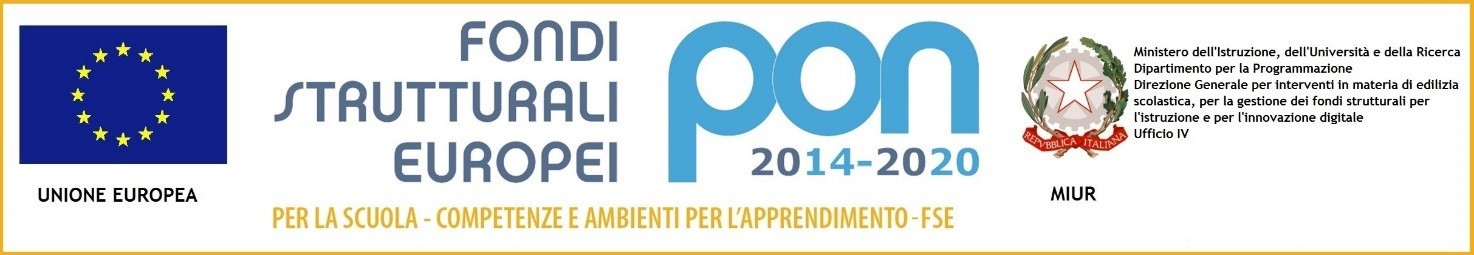 UNIONE EUROPEA
FONDI
STRUTTURALI
EUROPEI
pon
2014-2020
PER LA SCUOLA - COMPETENZE E AMBIENTI PER L'APPRENDIMENTO-FSE
REPVBBLICA ITALIANA
MIUR
Ministero dell'Istruzione, dell'Università e della Ricerca
Dipartimento per la Programmazione
Direzione Generale per interventi in materia di edilizia
scolastica, per la gestione dei fondi strutturali per
l'istruzione e per l'innovazione digitale
Ufficio IV